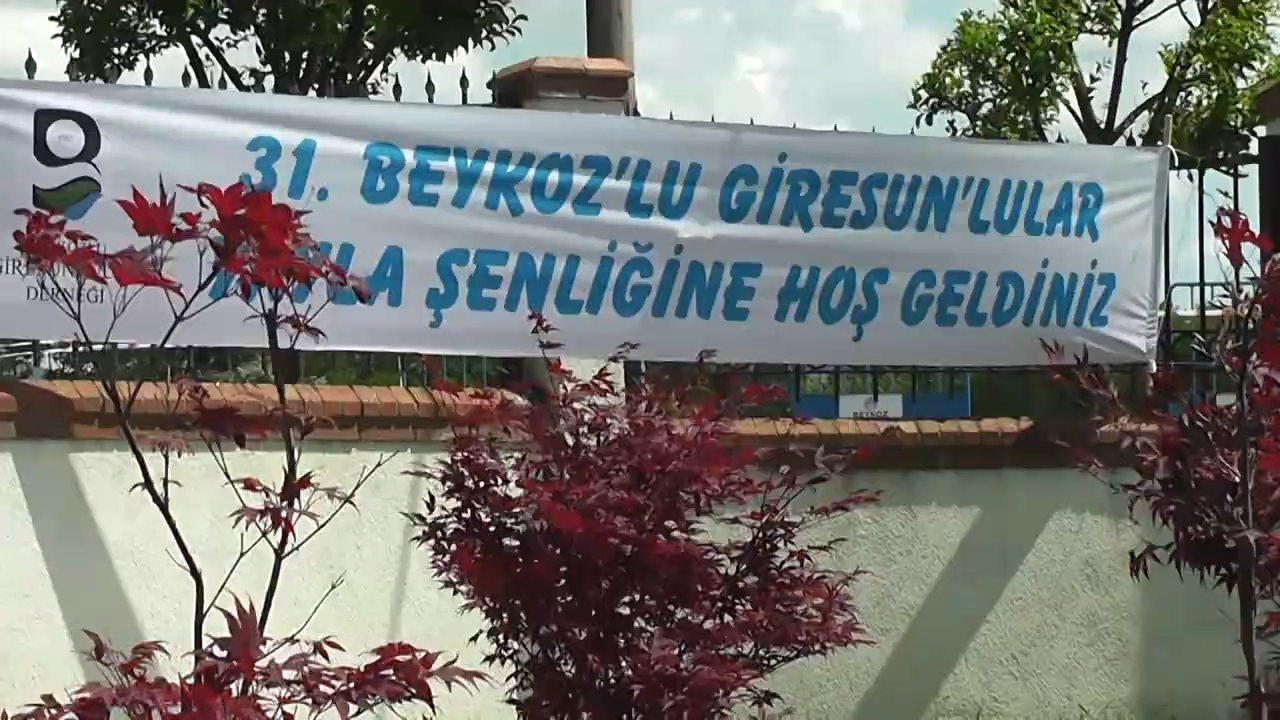 31. BEYKOZ'LU GİRESUN'LULAR
ŞENLİĞİNE HOŞ GELDİNİZ
DERNEĞİ
BEYKOZ